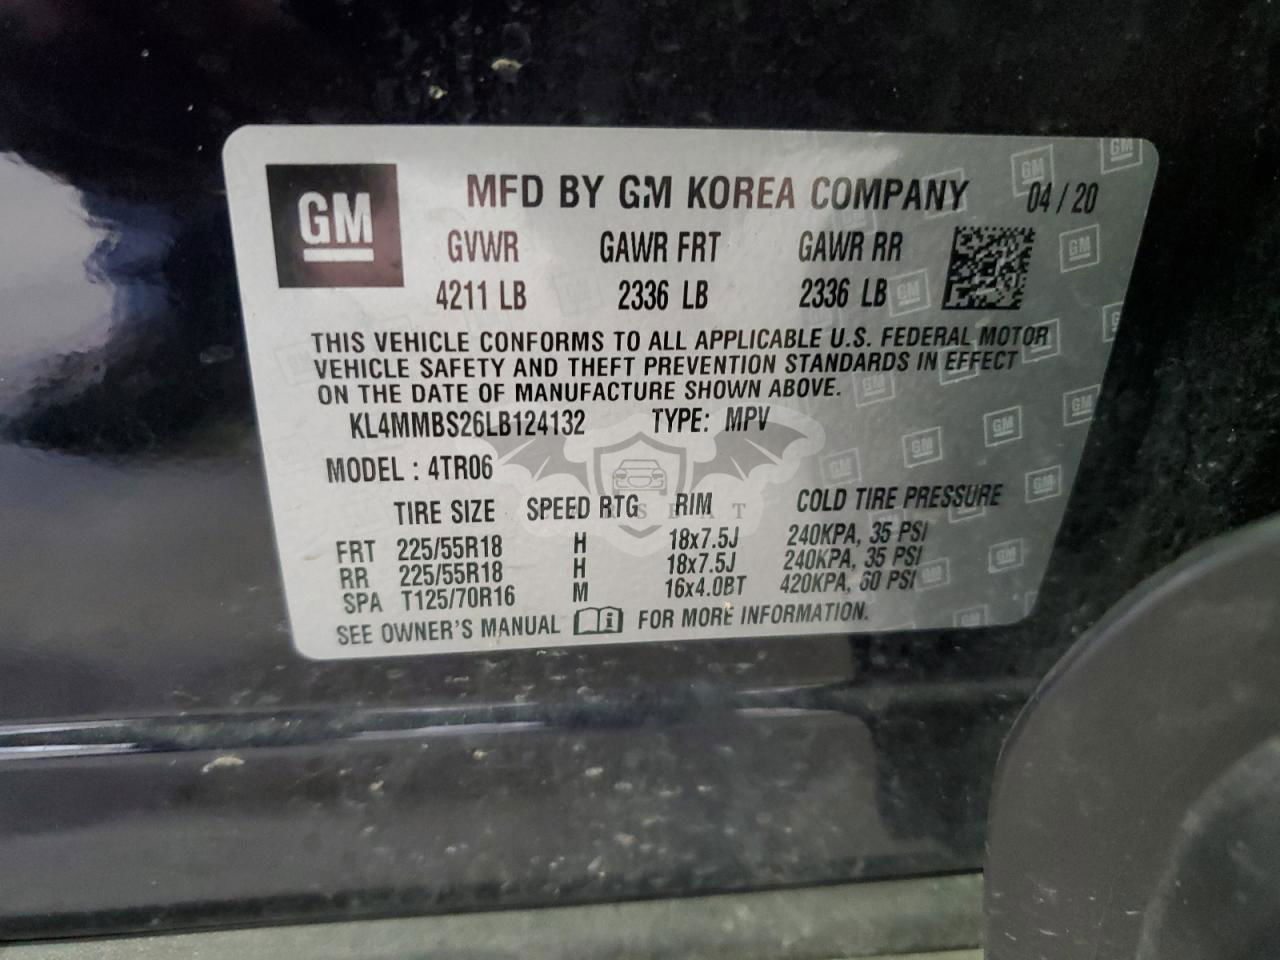 GM MFD BY GM KOREA COMPANY 04/20
GVWR GAWR FRT GAWR RR
4211 LB 2336 LB 2336 LB
THIS VEHICLE CONFORMS TO ALL APPLICABLE U.S. FEDERAL MOTOR
VEHICLE SAFETY AND THEFT PREVENTION STANDARDS IN EFFECT
ON THE DATE OF MANUFACTURE SHOWN ABOVE.
KL4MMBS26LB124132 TYPE: MPV
MODEL : 4TR06
TIRE SIZE SPEED RTG RIM COLD TIRE PRESSURE
FRT 225/55R18 H 18x7.5J 240KPA, 35 PSI
RR 225/55R18 H 18x7.5J 240KPA, 35 PSI
SPA T125/70R16 M 16x4.0BT 420KPA, 60 PSI
SEE OWNER'S MANUAL FOR MORE INFORMATION.